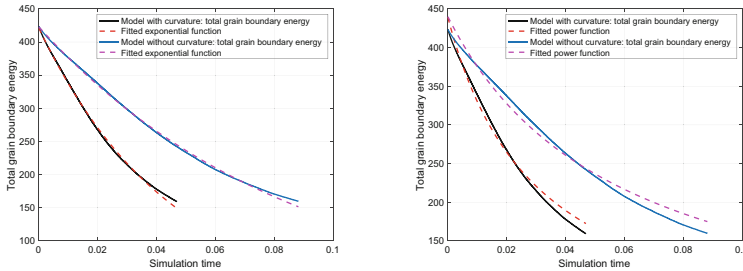 Model with curvature: total grain boundary energy
Fitted exponential function
Model without curvature: total grain boundary energy
Fitted exponential function
Total grain boundary energy
450
400
350
300
250
200
150
100
0
0.02
0.04
0.06
0.08
0.1
Simulation time
Model with curvature: total grain boundary energy
Fitted power function
Model without curvature: total grain boundary energy
Fitted power function
Total grain boundary energy
450
400
350
300
250
200
150
0
0.02
0.04
0.06
0.08
0.1
Simulation time